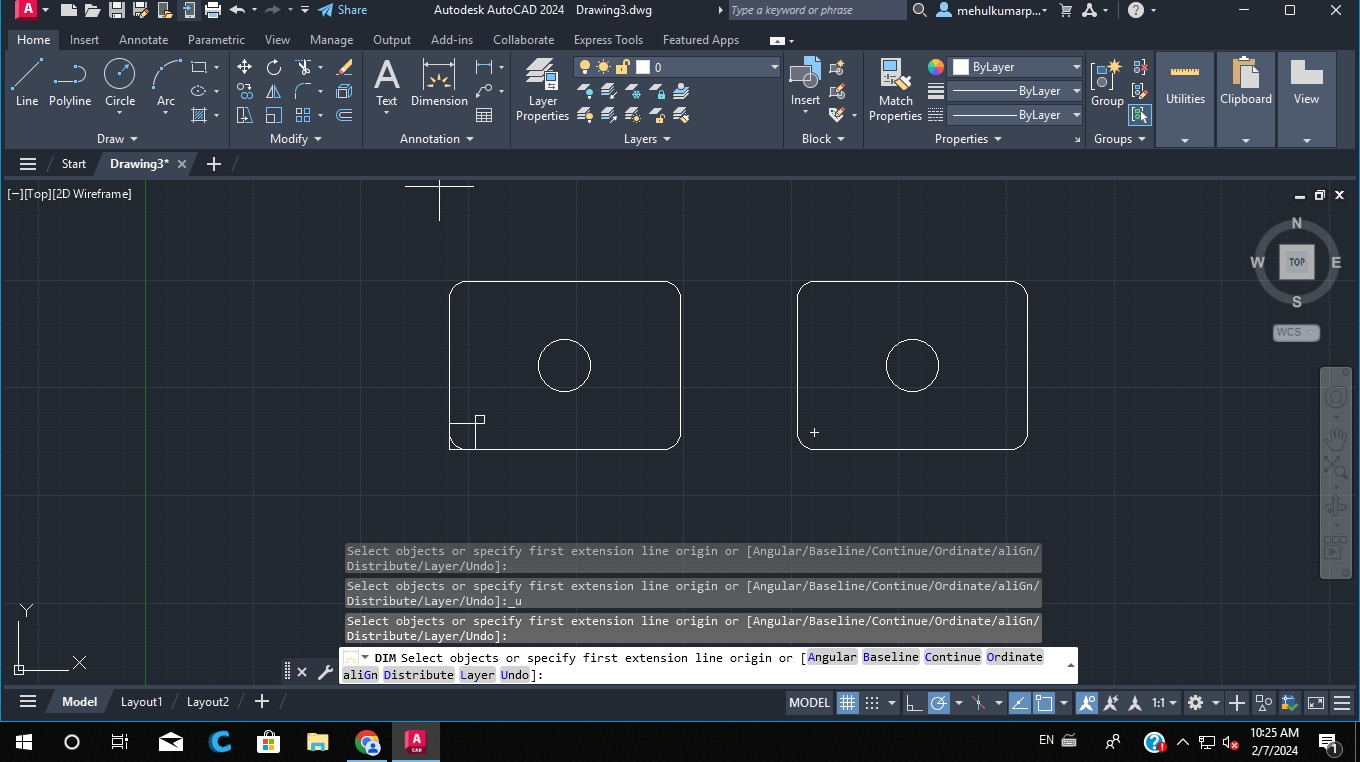 A Share Autodesk AutoCAD 2024 Drawing3.dwg Type a keyword or phrase mehulkumarp...
Home Insert Annotate Parametric View Manage Output Add-ins Collaborate Express Tools Featured Apps
Line Polyline Circle Arc
Text Dimension
Layer Properties
0
Insert
Match Properties
ByLayer
ByLayer
ByLayer
Group
Utilities
Clipboard
View
Draw Modify Annotation Layers Block Properties Groups
Start Drawing3* +
[−][Top][2D Wireframe]
N
W TOP E
S
WCS
Select objects or specify first extension line origin or [Angular/Baseline/Continue/Ordinate/aliGn/
Distribute/Layer/Undo]:
Select objects or specify first extension line origin or [Angular/Baseline/Continue/Ordinate/aliGn/
Distribute/Layer/Undo]:_u
Select objects or specify first extension line origin or [Angular/Baseline/Continue/Ordinate/aliGn/
Distribute/Layer/Undo]:
Y
X
DIM Select objects or specify first extension line origin or [Angular Baseline Continue Ordinate
aliGn Distribute Layer Undo]:
Model Layout1 Layout2 + MODEL 1:1
A CAD
EN 10:25 AM
2/7/2024
1